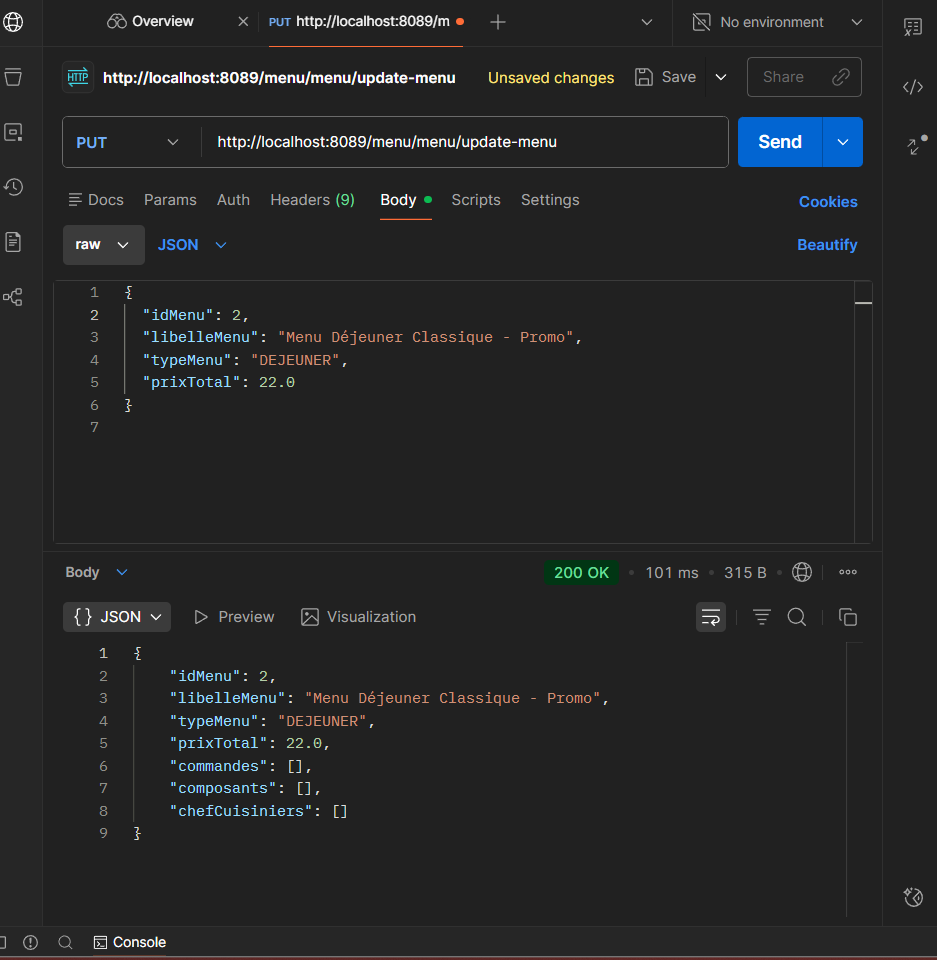 Overview
PUT http://localhost:8089/m
No environment
HTTP http://localhost:8089/menu/menu/update-menu Unsaved changes Save Share
PUT http://localhost:8089/menu/menu/update-menu Send
Docs Params Auth Headers (9) Body Scripts Settings Cookies
raw JSON Beautify
1 {
2 "idMenu": 2,
3 "libelleMenu": "Menu Déjeuner Classique - Promo",
4 "typeMenu": "DEJEUNER",
5 "prixTotal": 22.0
6 }
7
Body 200 OK • 101 ms • 315 B •
{ } JSON Preview Visualization
1 {
2 "idMenu": 2,
3 "libelleMenu": "Menu Déjeuner Classique - Promo",
4 "typeMenu": "DEJEUNER",
5 "prixTotal": 22.0,
6 "commandes": [],
7 "composants": [],
8 "chefCuisiniers": []
9 }
Console